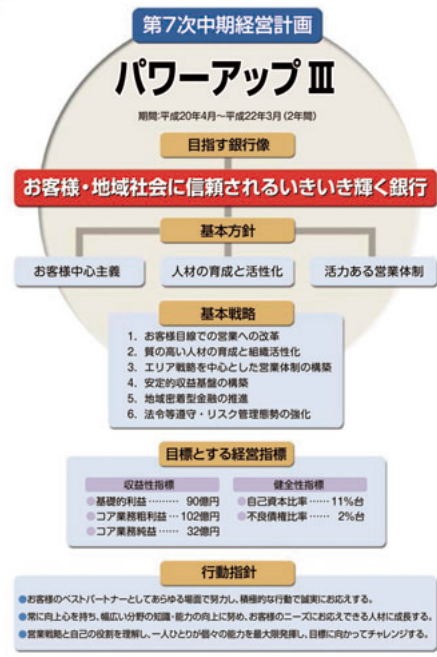 第7次中期経営計画
パワーアップⅢ
期間:平成20年4月～平成22年3月(2年間)
目指す銀行像
お客様・地域社会に信頼されるいきいき輝く銀行
基本方針
お客様中心主義
人材の育成と活性化
活力ある営業体制
基本戦略
1. お客様目線での営業への改革
2. 質の高い人材の育成と組織活性化
3. エリア戦略を中心とした営業体制の構築
4. 安定的収益基盤の構築
5. 地域密着型金融の推進
6. 法令等遵守・リスク管理態勢の強化
目標とする経営指標
収益性指標
●基礎的利益……… 90億円
●コア業務粗利益…102億円
●コア業務純益…… 32億円
健全性指標
●自己資本比率……11%台
●不良債権比率…… 2%台
行動指針
●お客様のベストパートナーとしてあらゆる場面で努力し、積極的な行動で誠実にお応えする。
●常に向上心を持ち、幅広い分野の知識・能力の向上に努め、お客様のニーズにお応えできる人材に成長する。
●営業戦略と自己の役割を理解し、一人ひとりが個々の能力を最大限発揮し、目標に向かってチャレンジする。